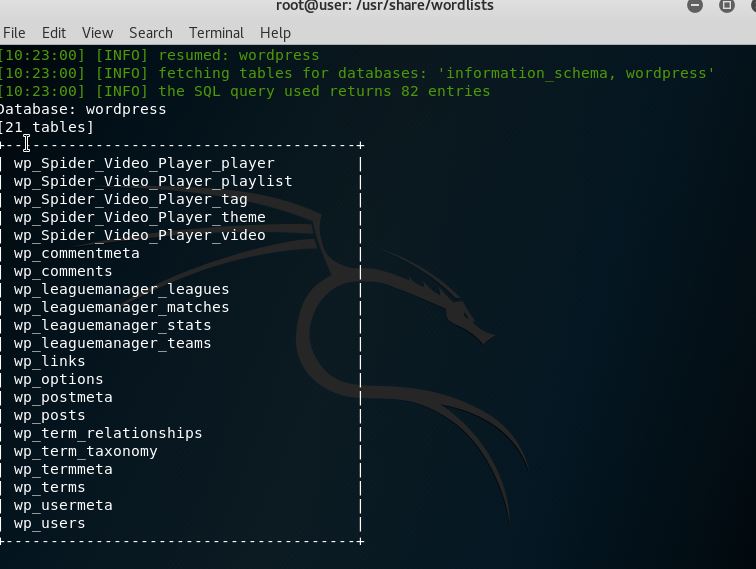 root@user: /usr/share/wordlists
File Edit View Search Terminal Help
[10:23:00] [INFO] resumed: wordpress
[10:23:00] [INFO] fetching tables for databases: 'information_schema, wordpress'
[10:23:00] [INFO] the SQL query used returns 82 entries
Database: wordpress
[21 tables]
+---------------------------------------+
| wp_Spider_Video_Player_player         |
| wp_Spider_Video_Player_playlist       |
| wp_Spider_Video_Player_tag            |
| wp_Spider_Video_Player_theme          |
| wp_Spider_Video_Player_video          |
| wp_commentmeta                        |
| wp_comments                           |
| wp_leaguemanager_leagues              |
| wp_leaguemanager_matches              |
| wp_leaguemanager_stats                |
| wp_leaguemanager_teams                |
| wp_links                              |
| wp_options                            |
| wp_postmeta                           |
| wp_posts                              |
| wp_term_relationships                 |
| wp_term_taxonomy                      |
| wp_termmeta                           |
| wp_terms                              |
| wp_usermeta                           |
| wp_users                              |
+---------------------------------------+